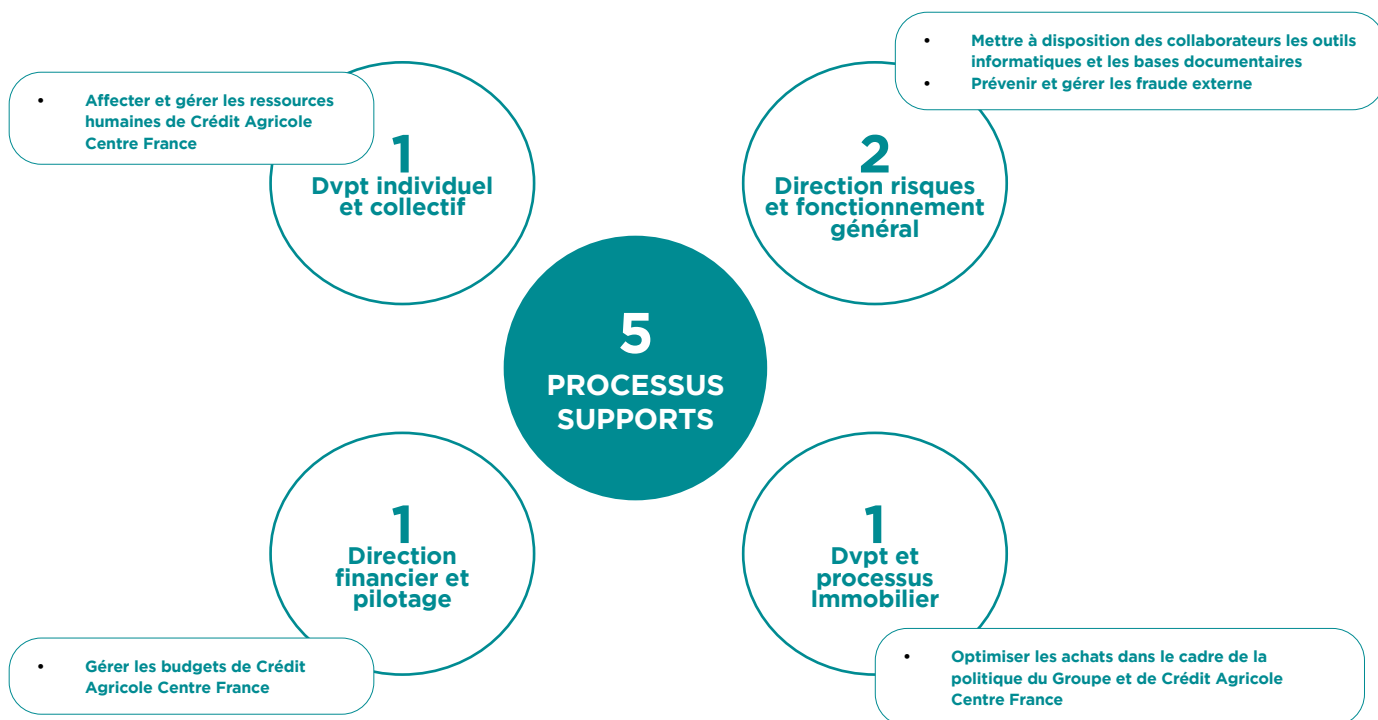 • Affecter et gérer les ressources
humaines de Crédit Agricole
Centre France
1
Dvpt individuel
et collectif
• Mettre à disposition des collaborateurs les outils
informatiques et les bases documentaires
• Prévenir et gérer les fraude externe
2
Direction risques
et fonctionnement
général
5
PROCESSUS
SUPPORTS
1
Direction
financier et
pilotage
• Gérer les budgets de Crédit
Agricole Centre France
1
Dvpt et
processus
Immobilier
• Optimiser les achats dans le cadre de la
politique du Groupe et de Crédit Agricole
Centre France